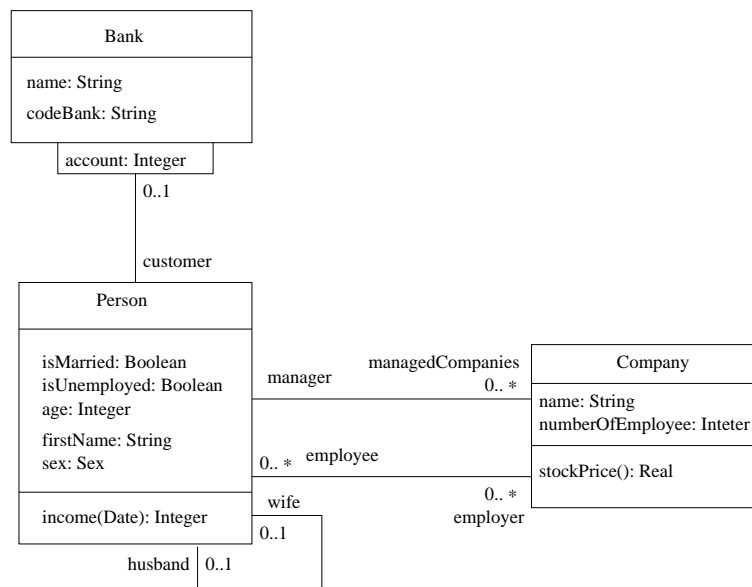 Bank
name: String
codeBank: String
account: Integer
0..1
customer
Person
isMarried: Boolean
isUnemployed: Boolean
age: Integer
firstName: String
sex: Sex
income(Date): Integer
manager
managedCompanies
0.. *
Company
name: String
numberOfEmployee: Inteter
stockPrice(): Real
0.. *
employee
0.. *
employer
wife
0..1
husband
0..1